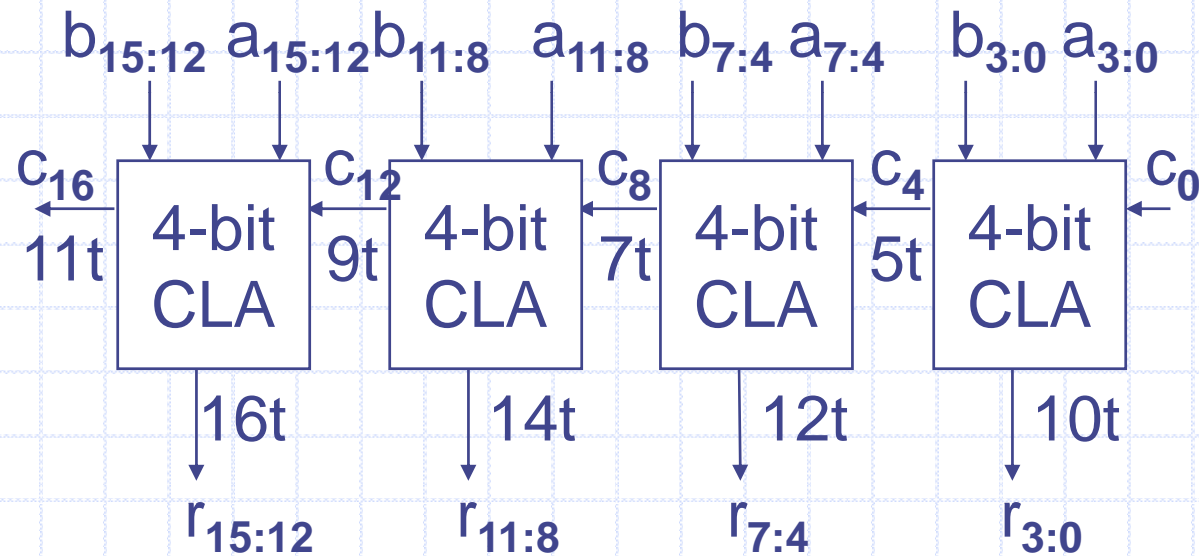 b15:12 a15:12 b11:8 a11:8 b7:4 a7:4 b3:0 a3:0
c16 c12 c8 c4 c0
4-bit 4-bit 4-bit 4-bit
11t 9t 7t 5t
CLA CLA CLA CLA
16t 14t 12t 10t
r15:12 r11:8 r7:4 r3:0